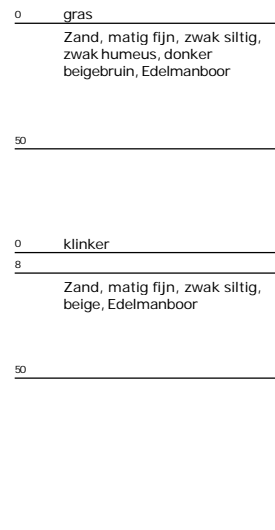 0 gras
Zand, matig fijn, zwak siltig,
zwak humeus, donker
beigebruin, Edelmanboor
50
0 klinker
8
Zand, matig fijn, zwak siltig,
beige, Edelmanboor
50